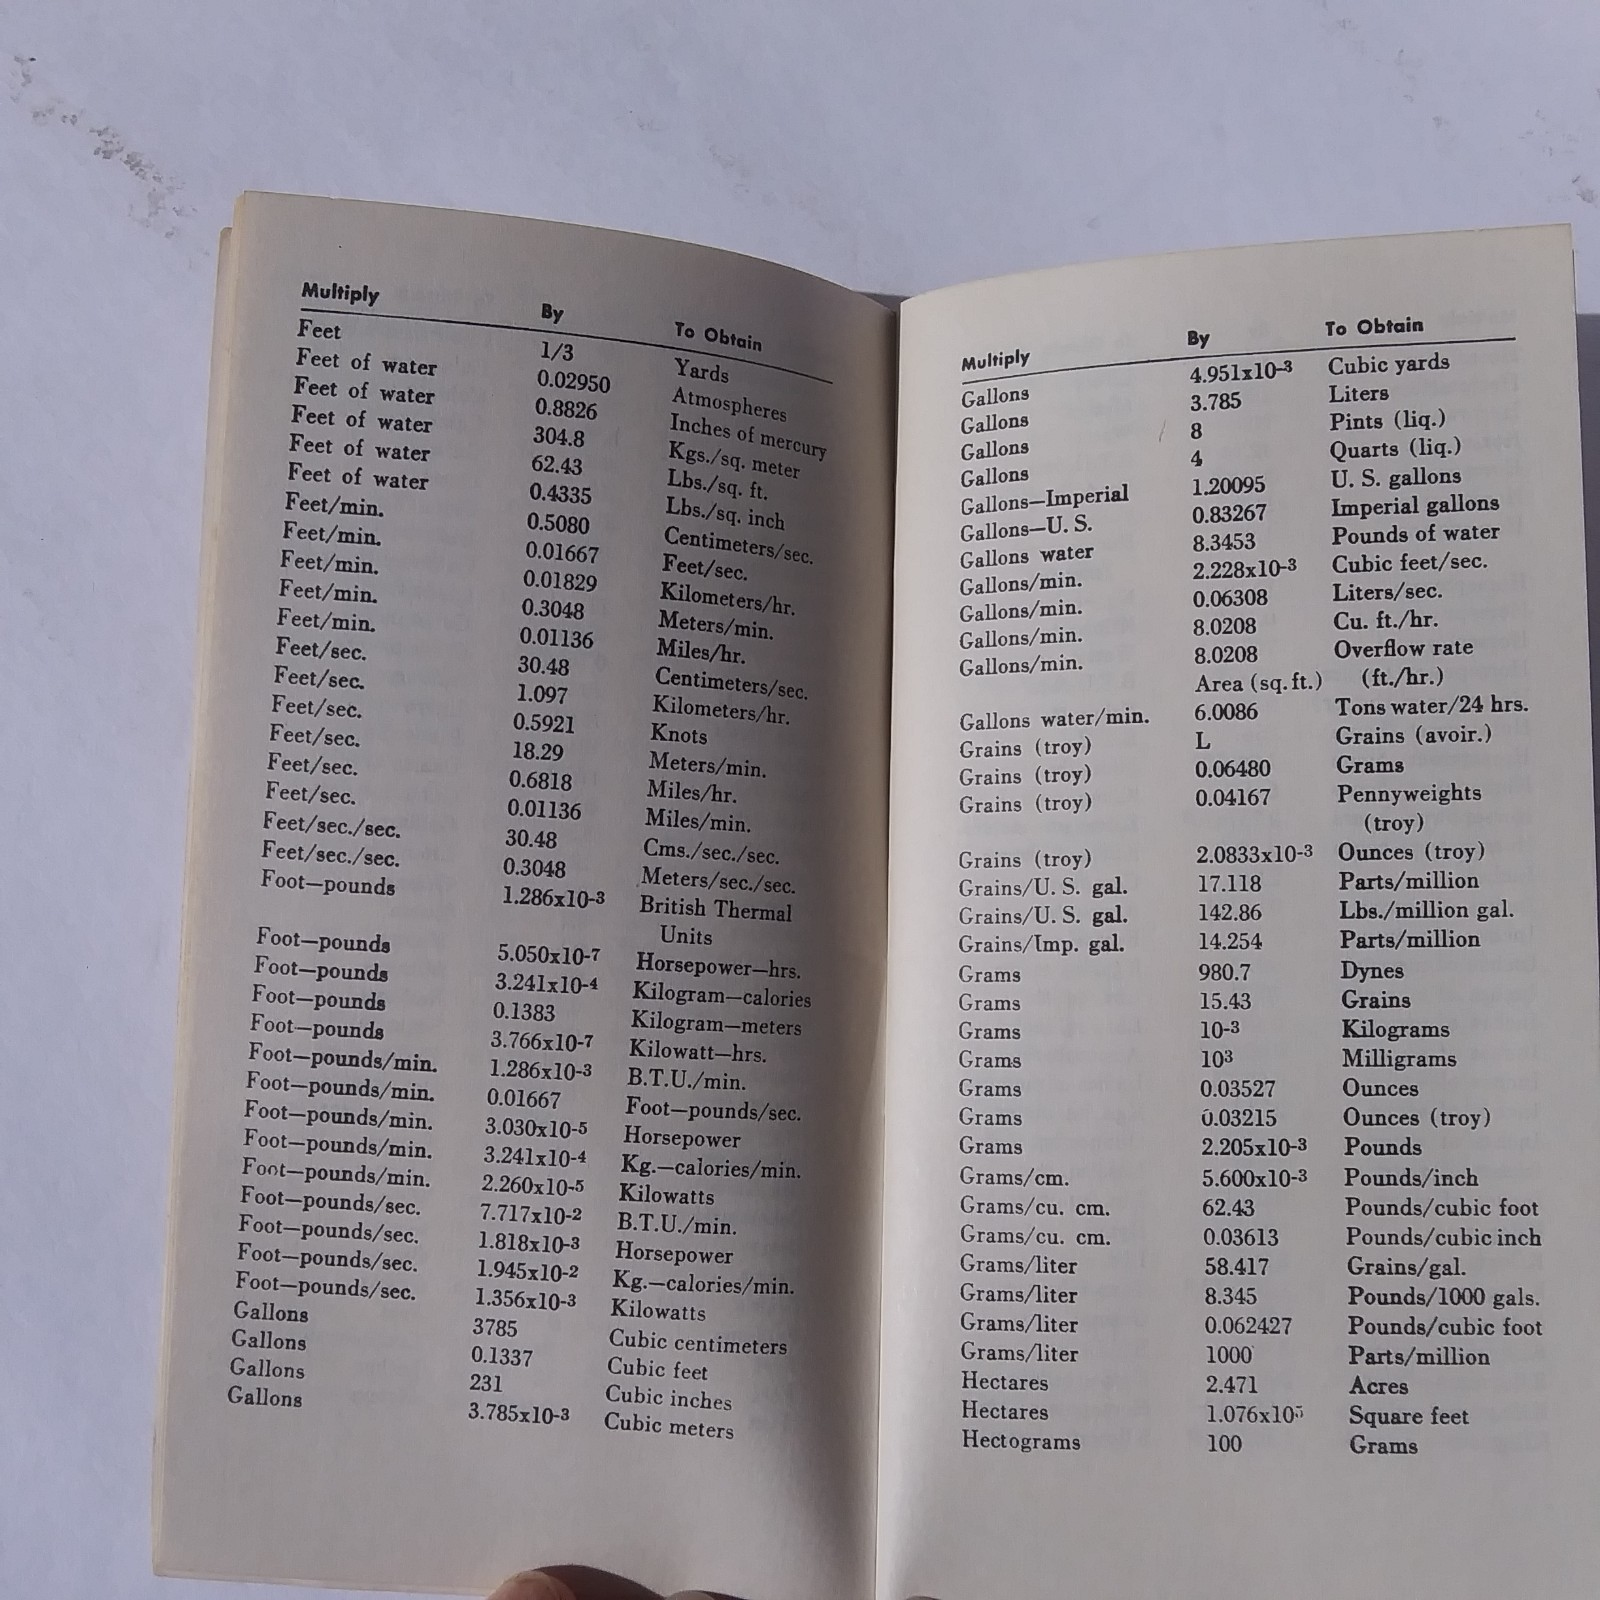 Multiply By To Obtain
Feet 1/3 Yards
Feet of water 0.02950 Atmospheres
Feet of water 0.8826 Inches of mercury
Feet of water 304.8 Kgs./sq. meter
Feet of water 62.43 Lbs./sq. ft.
Feet of water 0.4335 Lbs./sq. inch
Feet/min. 0.5080 Centimeters/sec.
Feet/min. 0.01667 Feet/sec.
Feet/min. 0.01829 Kilometers/hr.
Feet/min. 0.3048 Meters/min.
Feet/min. 0.01136 Miles/hr.
Feet/sec. 30.48 Centimeters/sec.
Feet/sec. 1.097 Kilometers/hr.
Feet/sec. 0.5921 Knots
Feet/sec. 18.29 Meters/min.
Feet/sec. 0.6818 Miles/hr.
Feet/sec. 0.01136 Miles/min.
Feet/sec./sec. 30.48 Cms./sec./sec.
Feet/sec./sec. 0.3048 Meters/sec./sec.
Foot—pounds 1.286x10-3 British Thermal
Units
Foot—pounds 5.050x10-7 Horsepower—hrs.
Foot—pounds 3.241x10-4 Kilogram—calories
Foot—pounds 0.1383 Kilogram—meters
Foot—pounds 3.766x10-7 Kilowatt—hrs.
Foot—pounds/min. 1.286x10-3 B.T.U./min.
Foot—pounds/min. 0.01667 Foot—pounds/sec.
Foot—pounds/min. 3.030x10-5 Horsepower
Foot—pounds/min. 3.241x10-4 Kg.—calories/min.
Foot—pounds/min. 2.260x10-5 Kilowatts
Foot—pounds/sec. 7.717x10-2 B.T.U./min.
Foot—pounds/sec. 1.818x10-3 Horsepower
Foot—pounds/sec. 1.945x10-2 Kg.—calories/min.
Foot—pounds/sec. 1.356x10-3 Kilowatts
Gallons 3785 Cubic centimeters
Gallons 0.1337 Cubic feet
Gallons 231 Cubic inches
Gallons 3.785x10-3 Cubic meters
Multiply By To Obtain
Gallons 4.951x10-3 Cubic yards
Gallons 3.785 Liters
Gallons 8 Pints (liq.)
Gallons 4 Quarts (liq.)
Gallons—Imperial 1.20095 U. S. gallons
Gallons—U. S. 0.83267 Imperial gallons
Gallons water 8.3453 Pounds of water
Gallons/min. 2.228x10-3 Cubic feet/sec.
Gallons/min. 0.06308 Liters/sec.
Gallons/min. 8.0208 Cu. ft./hr.
Gallons/min. 8.0208 Overflow rate
Area (sq.ft.) (ft./hr.)
Gallons water/min. 6.0086 Tons water/24 hrs.
Grains (troy) L Grains (avoir.)
Grains (troy) 0.06480 Grams
Grains (troy) 0.04167 Pennyweights
(troy)
Grains (troy) 2.0833x10-3 Ounces (troy)
Grains/U. S. gal. 17.118 Parts/million
Grains/U. S. gal. 142.86 Lbs./million gal.
Grains/Imp. gal. 14.254 Parts/million
Grams 980.7 Dynes
Grams 15.43 Grains
Grams 10-3 Kilograms
Grams 10³ Milligrams
Grams 0.03527 Ounces
Grams 0.03215 Ounces (troy)
Grams 2.205x10-3 Pounds
Grams/cm. 5.600x10-3 Pounds/inch
Grams/cu. cm. 62.43 Pounds/cubic foot
Grams/cu. cm. 0.03613 Pounds/cubic inch
Grams/liter 58.417 Grains/gal.
Grams/liter 8.345 Pounds/1000 gals.
Grams/liter 0.062427 Pounds/cubic foot
Grams/liter 1000 Parts/million
Hectares 2.471 Acres
Hectares 1.076x10⁵ Square feet
Hectograms 100 Grams